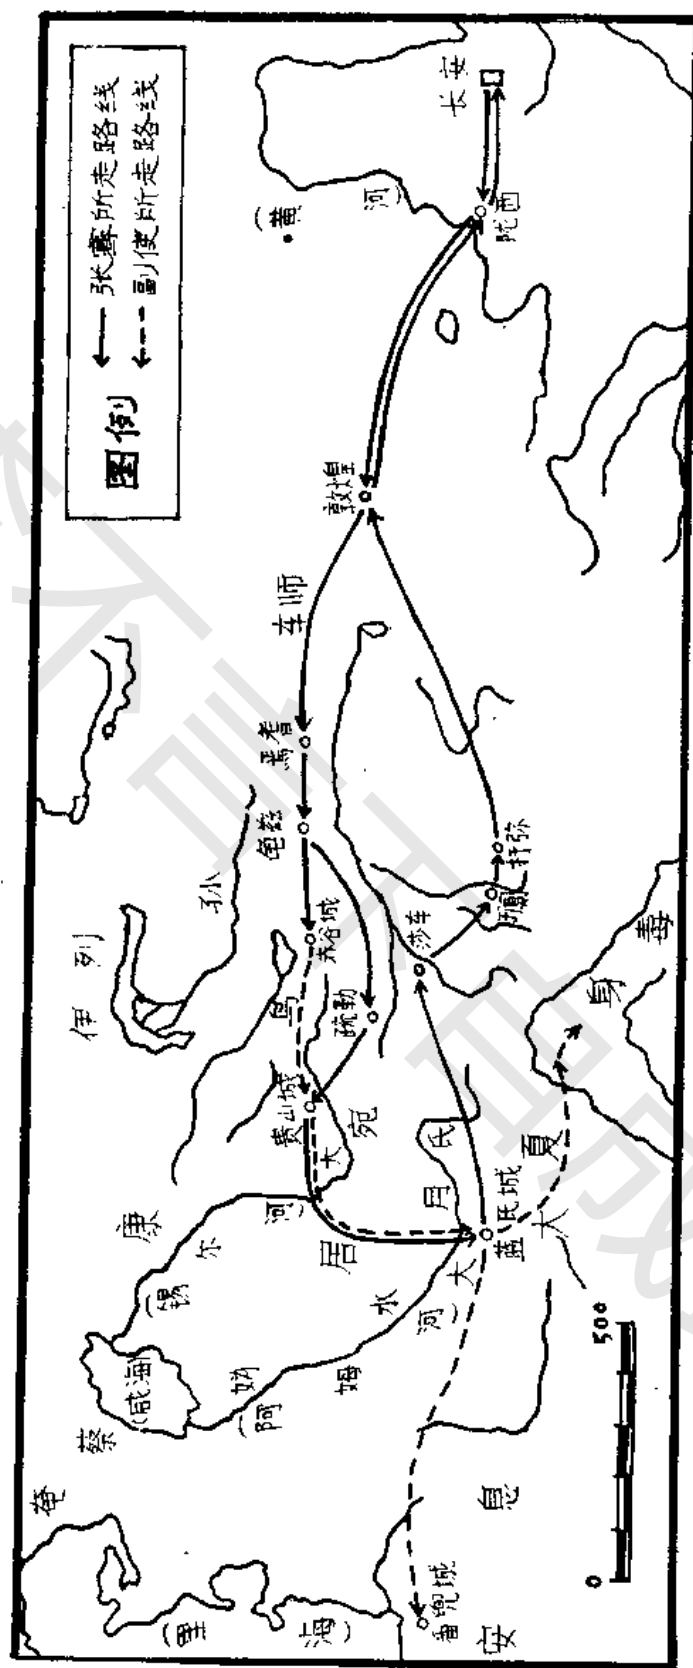 图例
← 张骞所走路线
←-- 副使所走路线
长安
陇西
(黄
河)
敦煌
车师
焉耆
龟兹
赤谷城
乌
孙
伊
列
疏勒
贵山城
大
宛
莎车
于阗
扜弥
身
毒
康
居
(锡
尔
河)
大
月
氏
蓝氏城
大
夏
妫
水
(阿
姆
河)
(咸海)
奄
蔡
(里
海)
安
息
番兜城
0
500